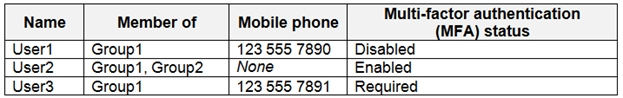 Name Member of Mobile phone Multi-factor authentication
(MFA) status
User1 Group1 123 555 7890 Disabled
User2 Group1, Group2 None Enabled
User3 Group1 123 555 7891 Required